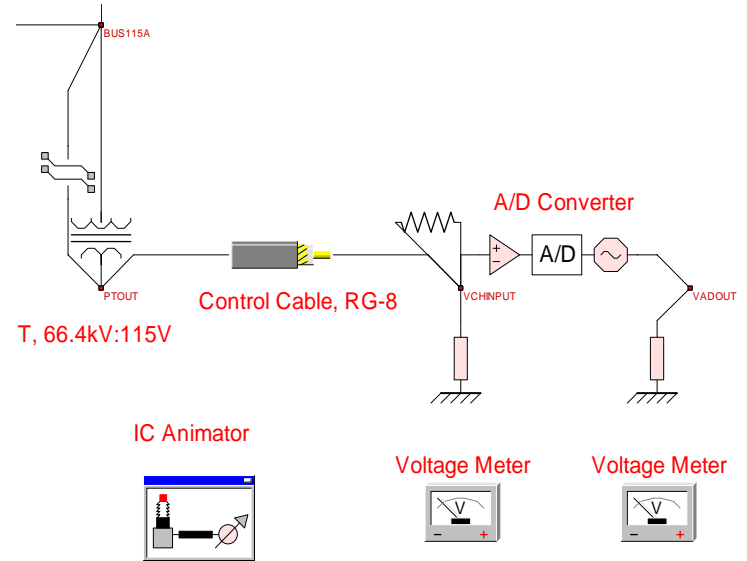 BUS115A
A/D Converter
+
−
A/D
PTOUT
VCHINPUT
VADOUT
Control Cable, RG-8
T, 66.4kV:115V
IC Animator
Voltage Meter
Voltage Meter
V
V
− +
− +